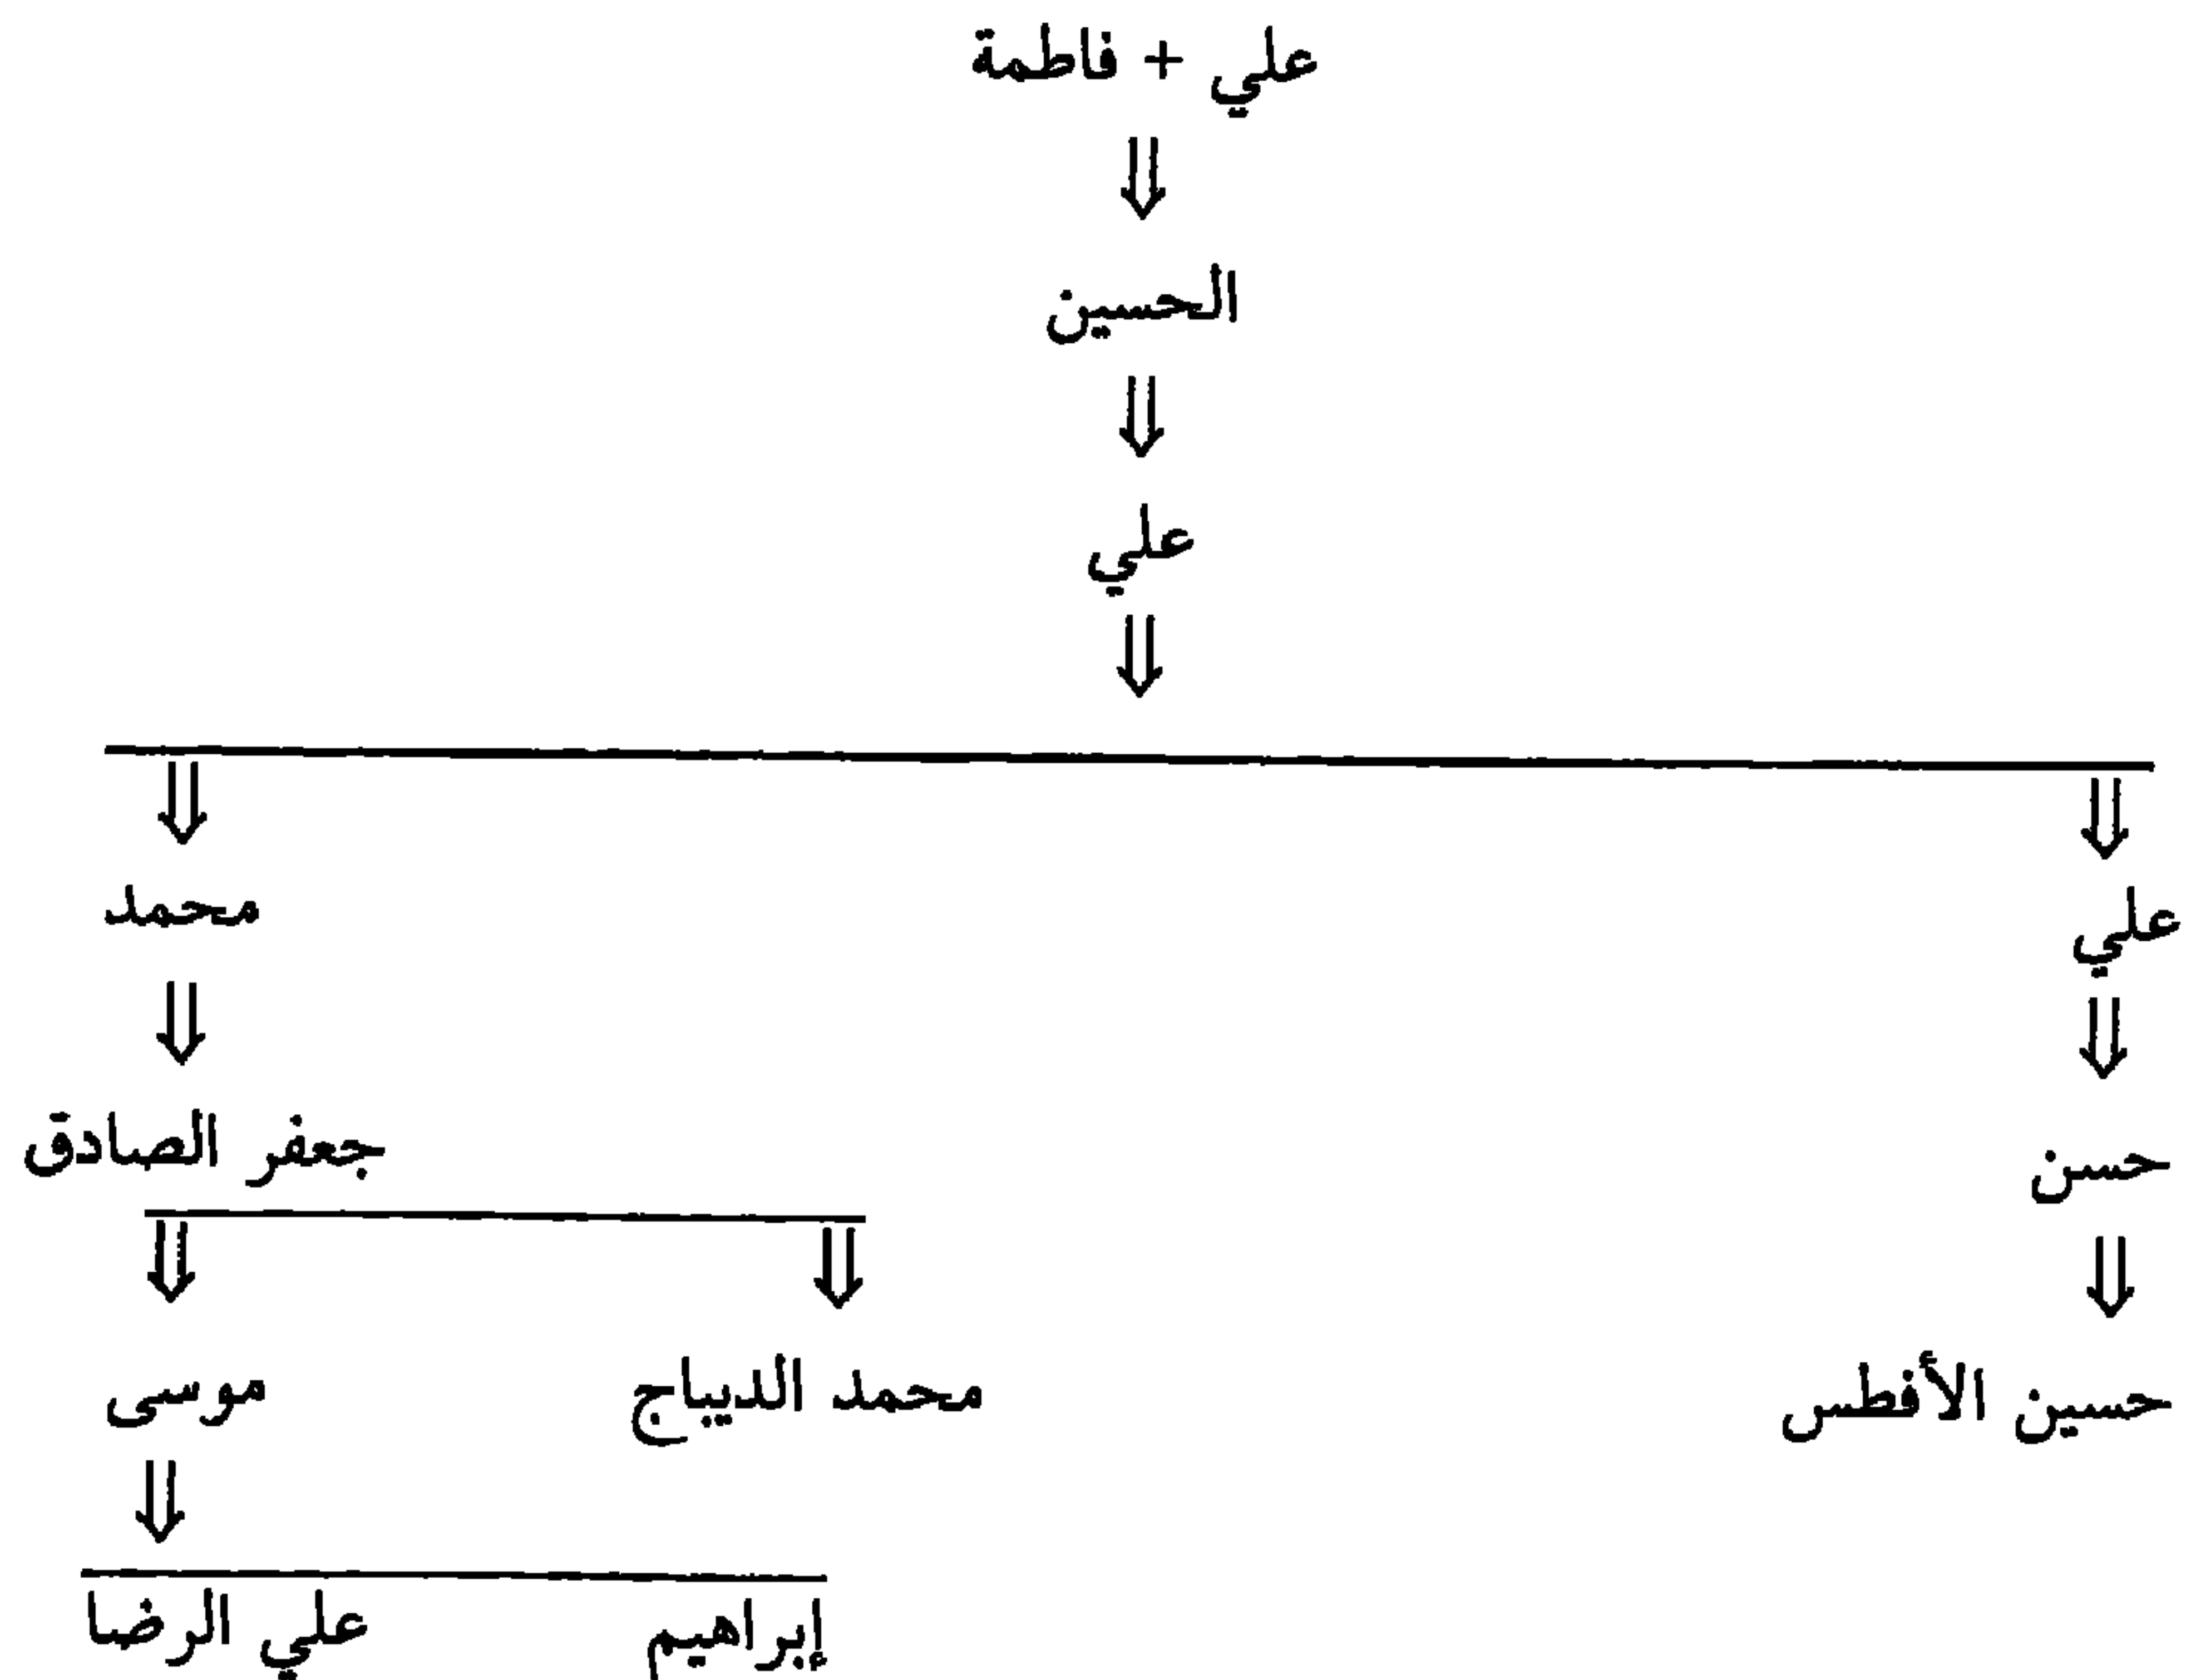 علي + فاطمة
الحسين
علي
علي
محمد
حسن
جعفر الصادق
حسين الأفطس
محمد الديباج
موسى
إبراهيم
علي الرضا